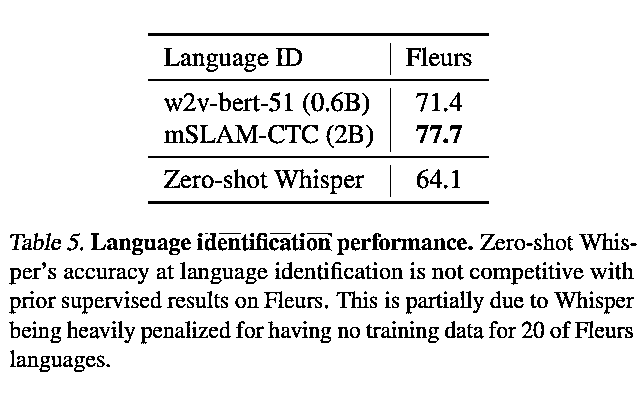 Language ID Fleurs
w2v-bert-51 (0.6B) 71.4
mSLAM-CTC (2B) 77.7
Zero-shot Whisper 64.1
Table 5. Language identification performance. Zero-shot Whis-
per's accuracy at language identification is not competitive with
prior supervised results on Fleurs. This is partially due to Whisper
being heavily penalized for having no training data for 20 of Fleurs
languages.